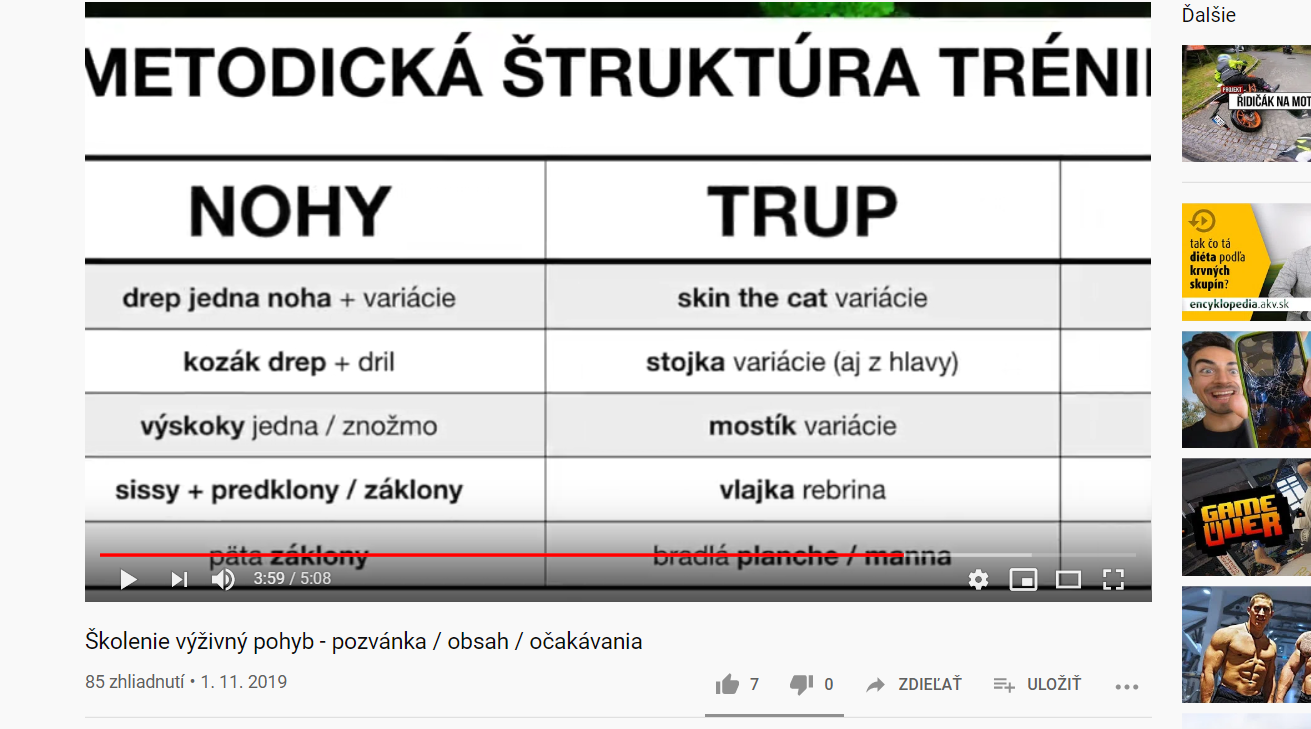 METODICKÁ ŠTRUKTÚRA TRÉNI
NOHY
TRUP
drep jedna noha + variácie
skin the cat variácie
kozák drep + dril
stojka variácie (aj z hlavy)
výskoky jedna / znožmo
mostík variácie
sissy + predklony / záklony
vlajka rebrina
päta záklony
bradlá planche / manna
3:59 / 5:08
Školenie výživný pohyb - pozvánka / obsah / očakávania
85 zhliadnutí • 1. 11. 2019
7
0
ZDIEĽAŤ
ULOŽIŤ
Ďalšie
PROJEKT
ŘIDIČÁK NA MOT
tak čo tá
diéta podľa
krvných
skupín?
encyklopedia.akv.sk
GAME
ÜVER